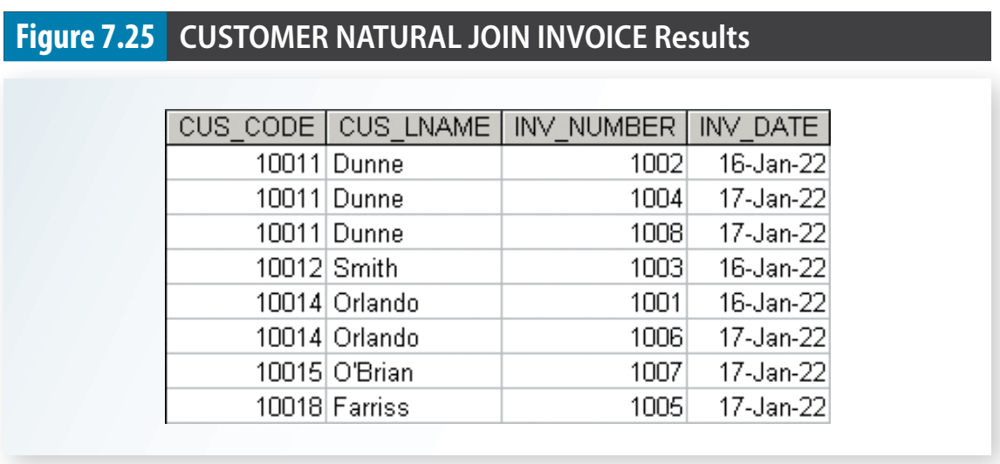 Figure 7.25 CUSTOMER NATURAL JOIN INVOICE Results
CUS_CODE CUS_LNAME INV_NUMBER INV_DATE
10011 Dunne 1002 16-Jan-22
10011 Dunne 1004 17-Jan-22
10011 Dunne 1008 17-Jan-22
10012 Smith 1003 16-Jan-22
10014 Orlando 1001 16-Jan-22
10014 Orlando 1006 17-Jan-22
10015 O'Brian 1007 17-Jan-22
10018 Farriss 1005 17-Jan-22